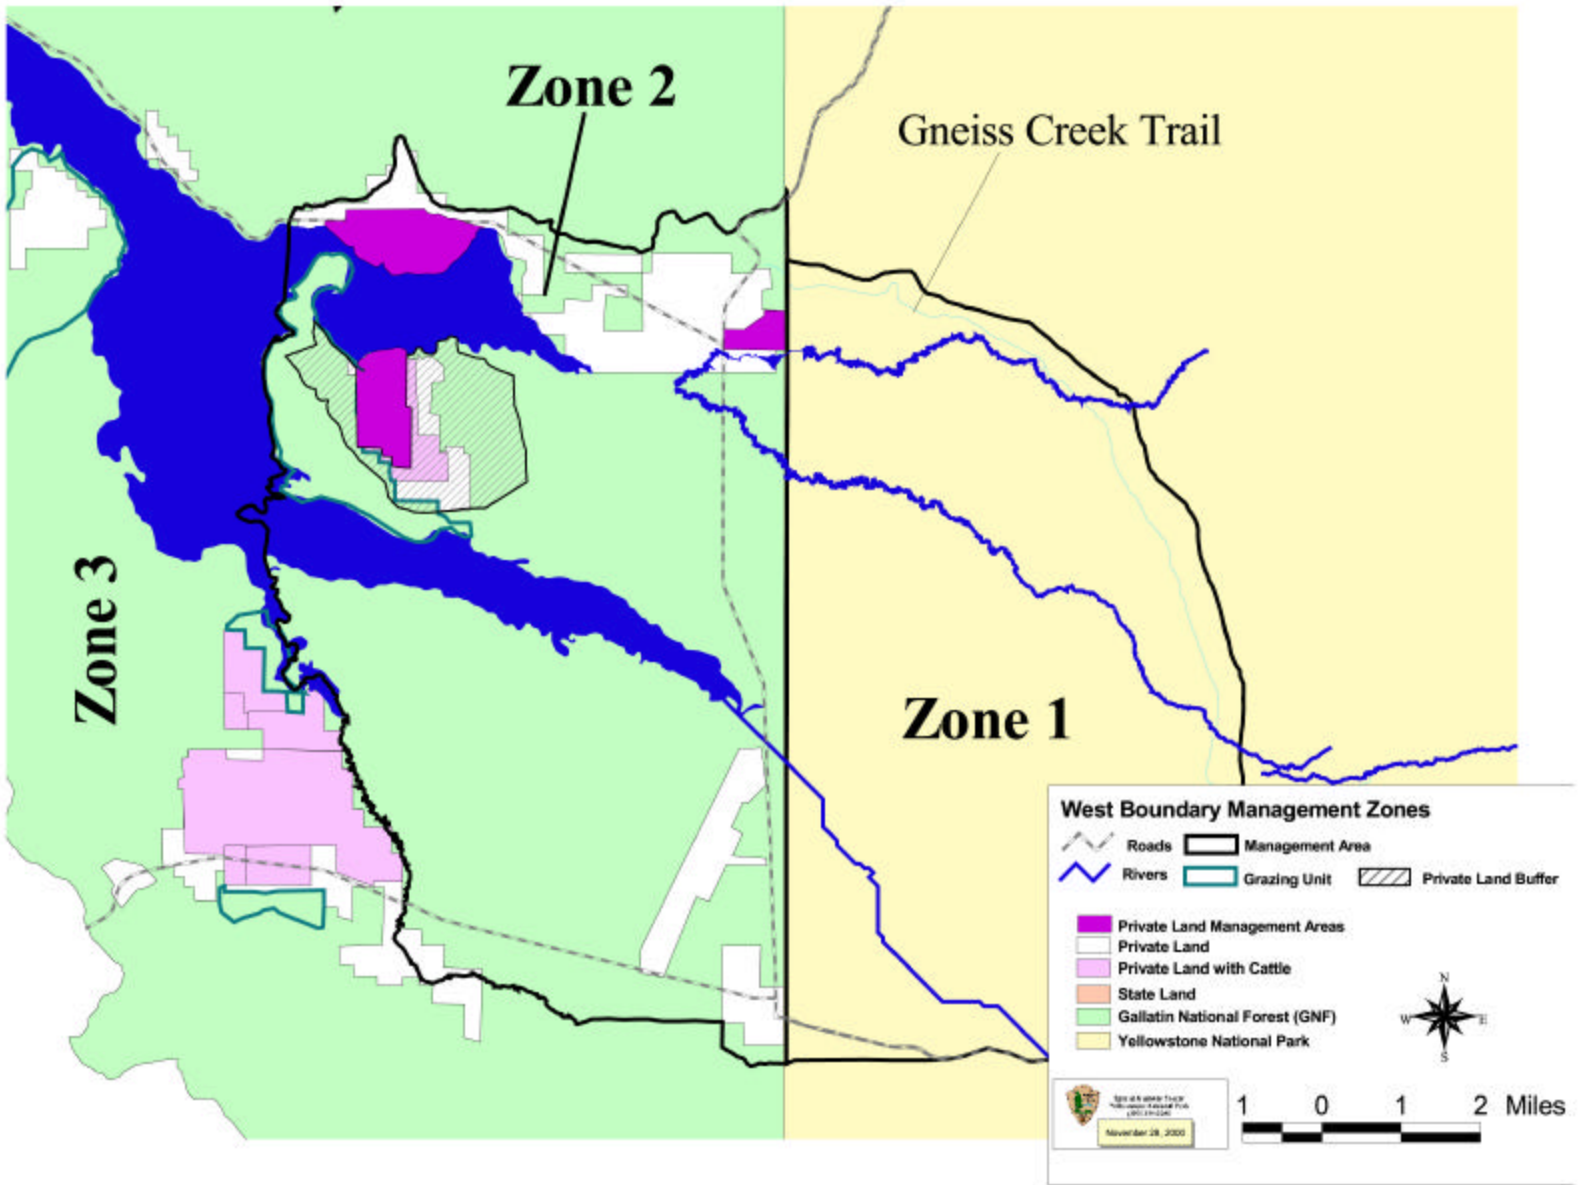 Zone 2
Gneiss Creek Trail
Zone 3
Zone 1
West Boundary Management Zones
Roads
Management Area
Rivers
Grazing Unit
Private Land Buffer
Private Land Management Areas
Private Land
Private Land with Cattle
State Land
Gallatin National Forest (GNF)
Yellowstone National Park
N
W
E
S
November 28, 2000
1 0 1 2 Miles